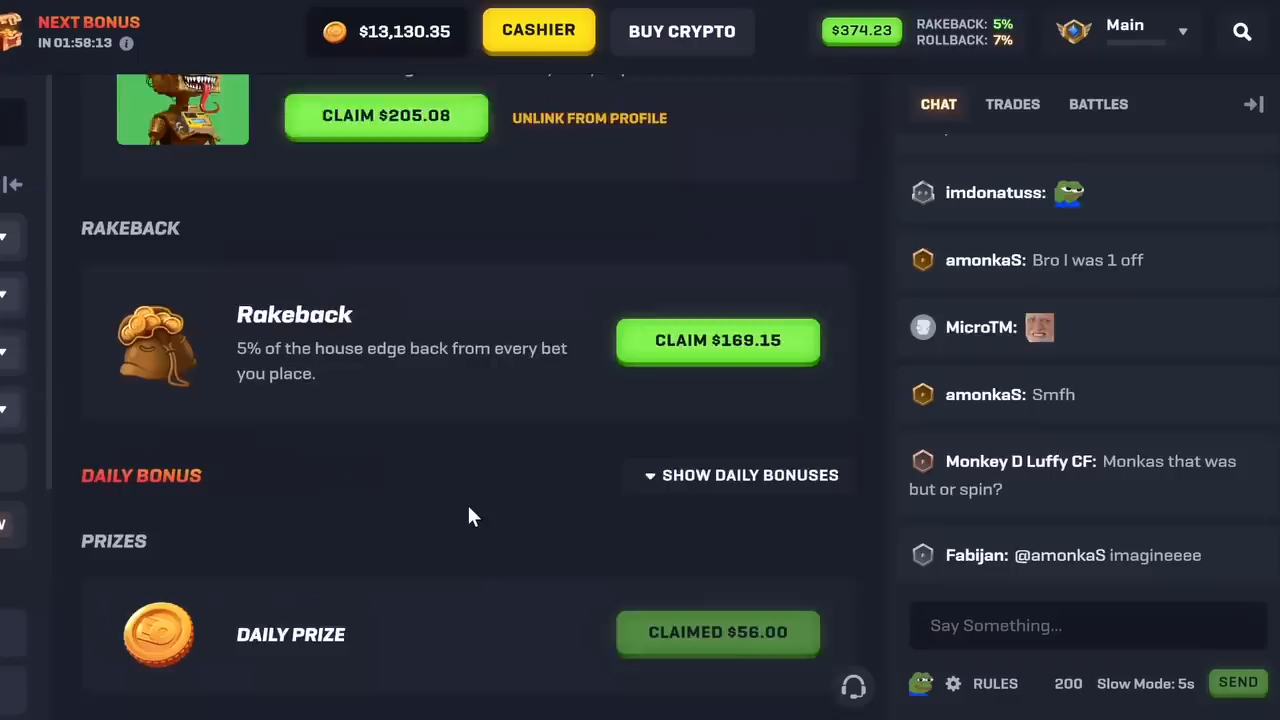 NEXT BONUS
IN 01:58:13
$13,130.35
CASHIER
BUY CRYPTO
$374.23
RAKEBACK: 5%
ROLLBACK: 7%
Main
CLAIM $205.08
UNLINK FROM PROFILE
RAKEBACK
Rakeback
5% of the house edge back from every bet
you place.
CLAIM $169.15
DAILY BONUS
SHOW DAILY BONUSES
PRIZES
DAILY PRIZE
CLAIMED $56.00
CHAT
TRADES
BATTLES
imdonatuss:
amonkaS: Bro I was 1 off
MicroTM:
amonkaS: Smfh
Monkey D Luffy CF: Monkas that was
but or spin?
Fabijan: @amonkaS imagineeee
Say Something...
RULES
200
Slow Mode: 5s
SEND